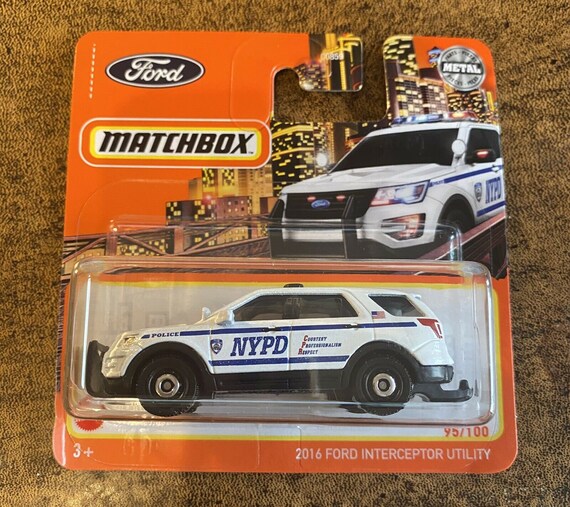 Ford
METAL
MATCHBOX
NYPD
POLICE
NYPD
Courtesy
Professionalism
Respect
95/100
3+
2016 FORD INTERCEPTOR UTILITY